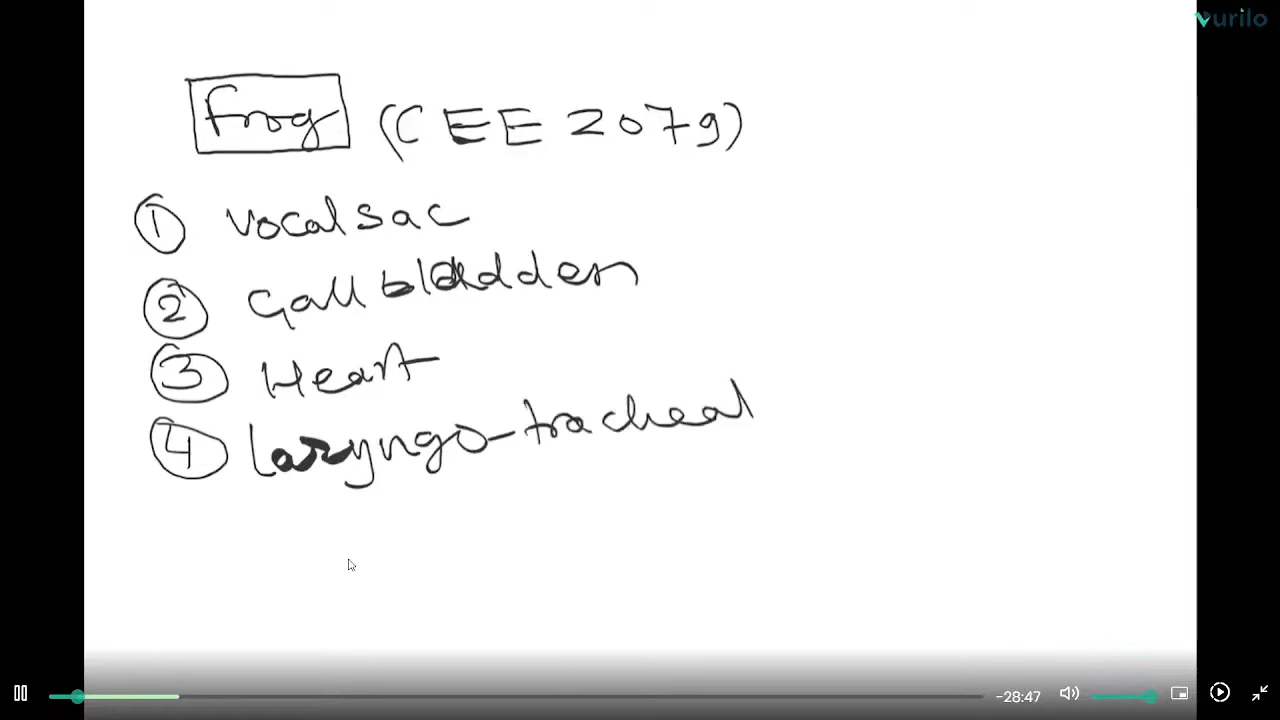 vurilo
Frog (CEE 2079)
1 Vocal sac
2 Gall bladder
3 Heart
4 Laryngo-tracheal
-28:47